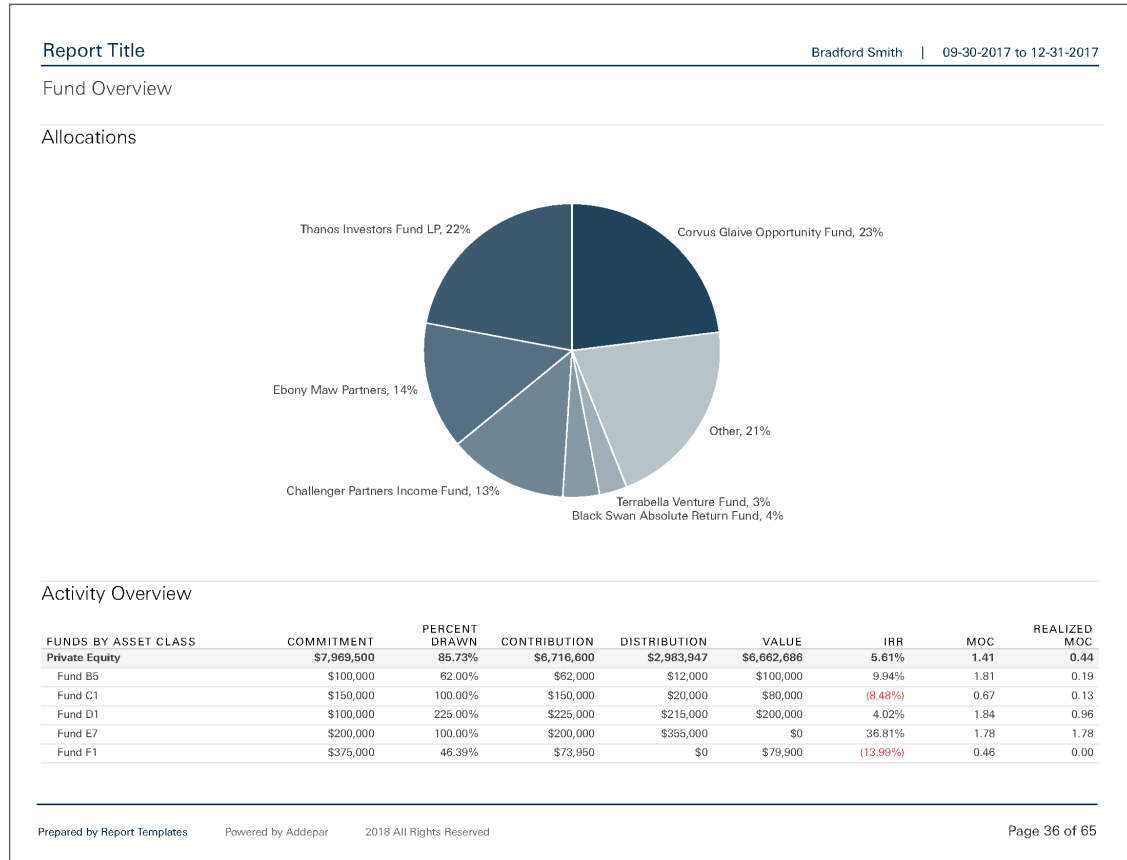 Report Title
Bradford Smith | 09-30-2017 to 12-31-2017
Fund Overview
Allocations
Thanos Investors Fund LP, 22%
Corvus Glaive Opportunity Fund, 23%
Ebony Maw Partners, 14%
Other, 21%
Challenger Partners Income Fund, 13%
Terrabella Venture Fund, 3%
Black Swan Absolute Return Fund, 4%
Activity Overview
FUNDS BY ASSET CLASS COMMITMENT PERCENT DRAWN CONTRIBUTION DISTRIBUTION VALUE IRR MOC REALIZED MOC
Private Equity $7,969,500 85.73% $6,716,600 $2,983,947 $6,662,686 5.61% 1.41 0.44
Fund B5 $100,000 62.00% $62,000 $12,000 $100,000 9.94% 1.81 0.19
Fund C1 $150,000 100.00% $150,000 $20,000 $80,000 (8.48%) 0.67 0.13
Fund D1 $100,000 225.00% $225,000 $215,000 $200,000 4.02% 1.84 0.96
Fund E7 $200,000 100.00% $200,000 $355,000 $0 36.81% 1.78 1.78
Fund F1 $375,000 46.39% $73,950 $0 $79,900 (13.99%) 0.46 0.00
Prepared by Report Templates Powered by Addepar 2018 All Rights Reserved Page 36 of 65